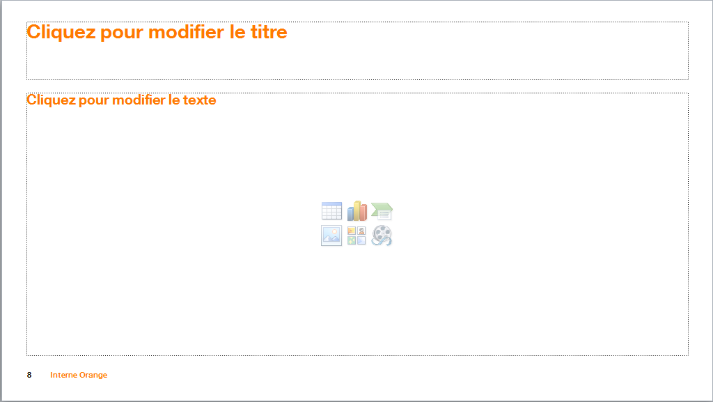 Cliquez pour modifier le titre
Cliquez pour modifier le texte
8 Interne Orange